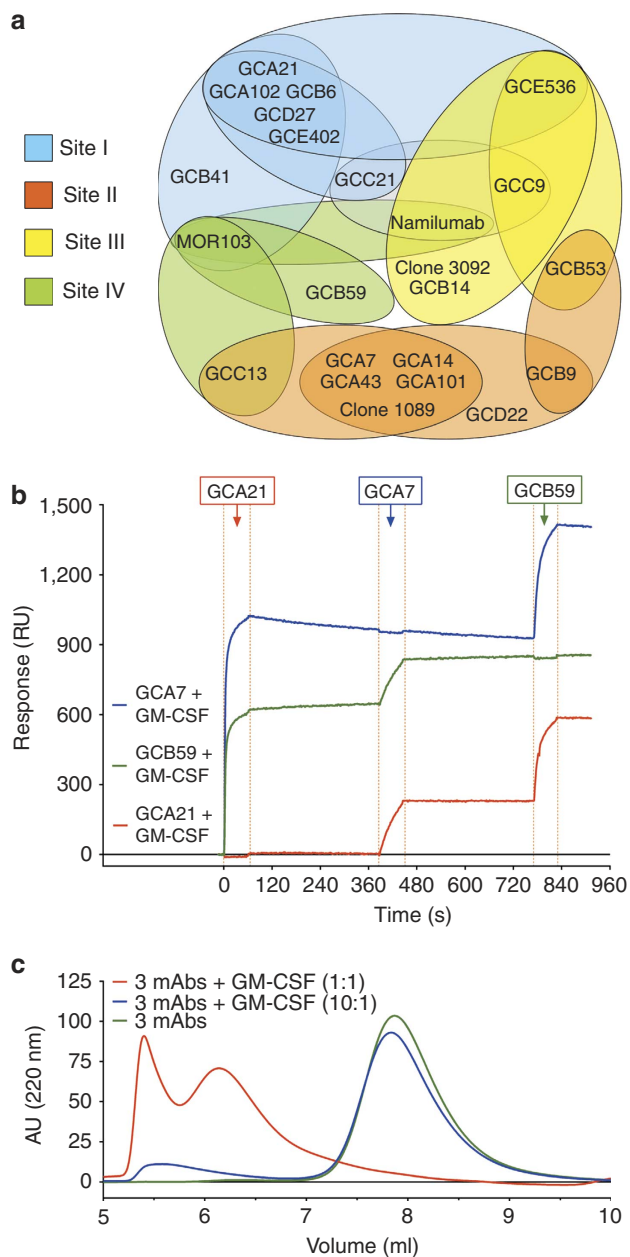 a
Site I
Site II
Site III
Site IV
GCA21
GCA102 GCB6
GCD27
GCE402
GCE536
GCB41
GCC21
GCC9
Namilumab
MOR103
Clone 3092
GCB14
GCB53
GCB59
GCC13
GCA7 GCA14
GCA43 GCA101
Clone 1089
GCD22
GCB9
b
GCA21
GCA7
GCB59
Response (RU)
1,500
1,200
900
600
300
0
GCA7 +
GM-CSF
GCB59 +
GM-CSF
GCA21 +
GM-CSF
0 120 240 360 480 600 720 840 960
Time (s)
c
AU (220 nm)
125
100
75
50
25
0
3 mAbs + GM-CSF (1:1)
3 mAbs + GM-CSF (10:1)
3 mAbs
5 6 7 8 9 10
Volume (ml)